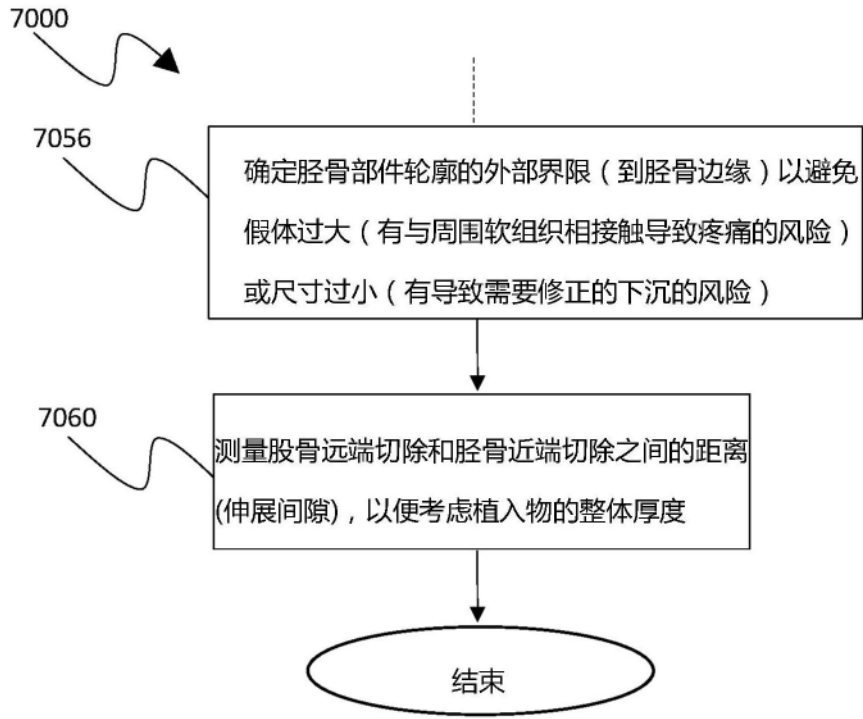 7000
7056
确定胫骨部件轮廓的外部界限（到胫骨边缘）以避免
假体过大（有与周围软组织相接触导致疼痛的风险）
或尺寸过小（有导致需要修正的下沉的风险）
7060
测量股骨远端切除和胫骨近端切除之间的距离
(伸展间隙)，以便考虑植入物的整体厚度
结束